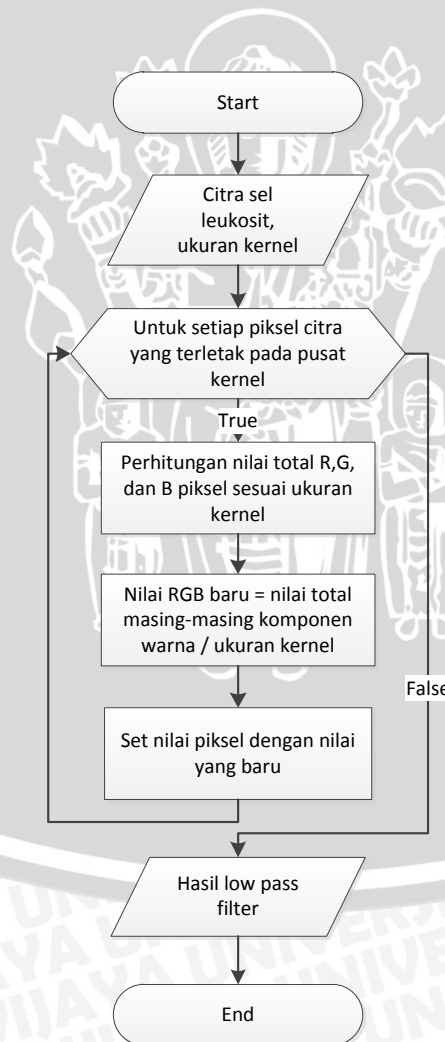 Start
Citra sel
leukosit,
ukuran kernel
Untuk setiap piksel citra
yang terletak pada pusat
kernel
True
Perhitungan nilai total R,G,
dan B piksel sesuai ukuran
kernel
Nilai RGB baru = nilai total
masing-masing komponen
warna / ukuran kernel
False
Set nilai piksel dengan nilai
yang baru
Hasil low pass
filter
End